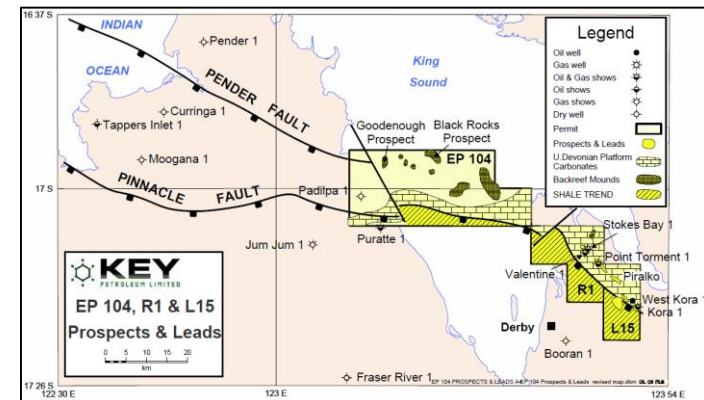 16.37S
INDIAN
OCEAN
Pender 1
King
Sound
PENDER FAULT
Curringa 1
Tappers Inlet 1
Moogana 1
Goodenough
Prospect
Black Rocks
Prospect
EP 104
17 S
PINNACLE FAULT
Padilpa 1
Puratte 1
Jum Jum 1
Stokes Bay 1
Point Torment 1
Valentine 1
Piralko
R1
West Kora 1
Kora 1
L15
Derby
Booran 1
Fraser River 1
Legend
Oil well
Gas well
Oil & Gas shows
Oil shows
Gas shows
Dry well
Permit
Prospects & Leads
U.Devonian Platform
Carbonates
Backreef Mounds
SHALE TREND
KEY
PETROLEUM LIMITED
EP 104, R1 & L15
Prospects & Leads
0 5 10 15 20
km
17 26 S
122 30 E
123 E
123 54 E